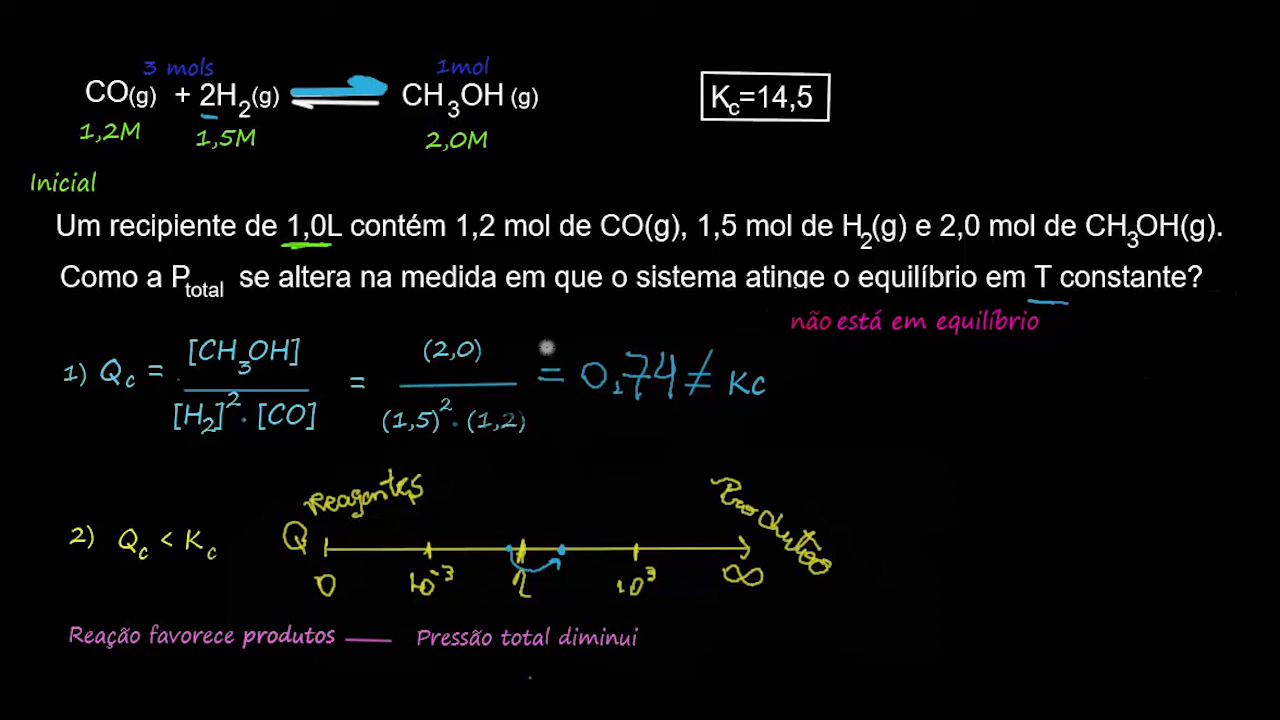 3 mols 1mol
CO(g) + 2H2(g) CH3OH (g) Kc=14,5
1,2M 1,5M 2,0M
Inicial
Um recipiente de 1,0L contém 1,2 mol de CO(g), 1,5 mol de H2(g) e 2,0 mol de CH3OH(g).
Como a Ptotal se altera na medida em que o sistema atinge o equilíbrio em T constante?
não está em equilíbrio
1) Qc = [CH3OH] / [H2]² · [CO] = (2,0) / (1,5)² · (1,2) = 0,74 ≠ Kc
Reagentes Produtos
2) Qc < Kc Q
0 10⁻³ 1 10³ ∞
Reação favorece produtos — Pressão total diminui